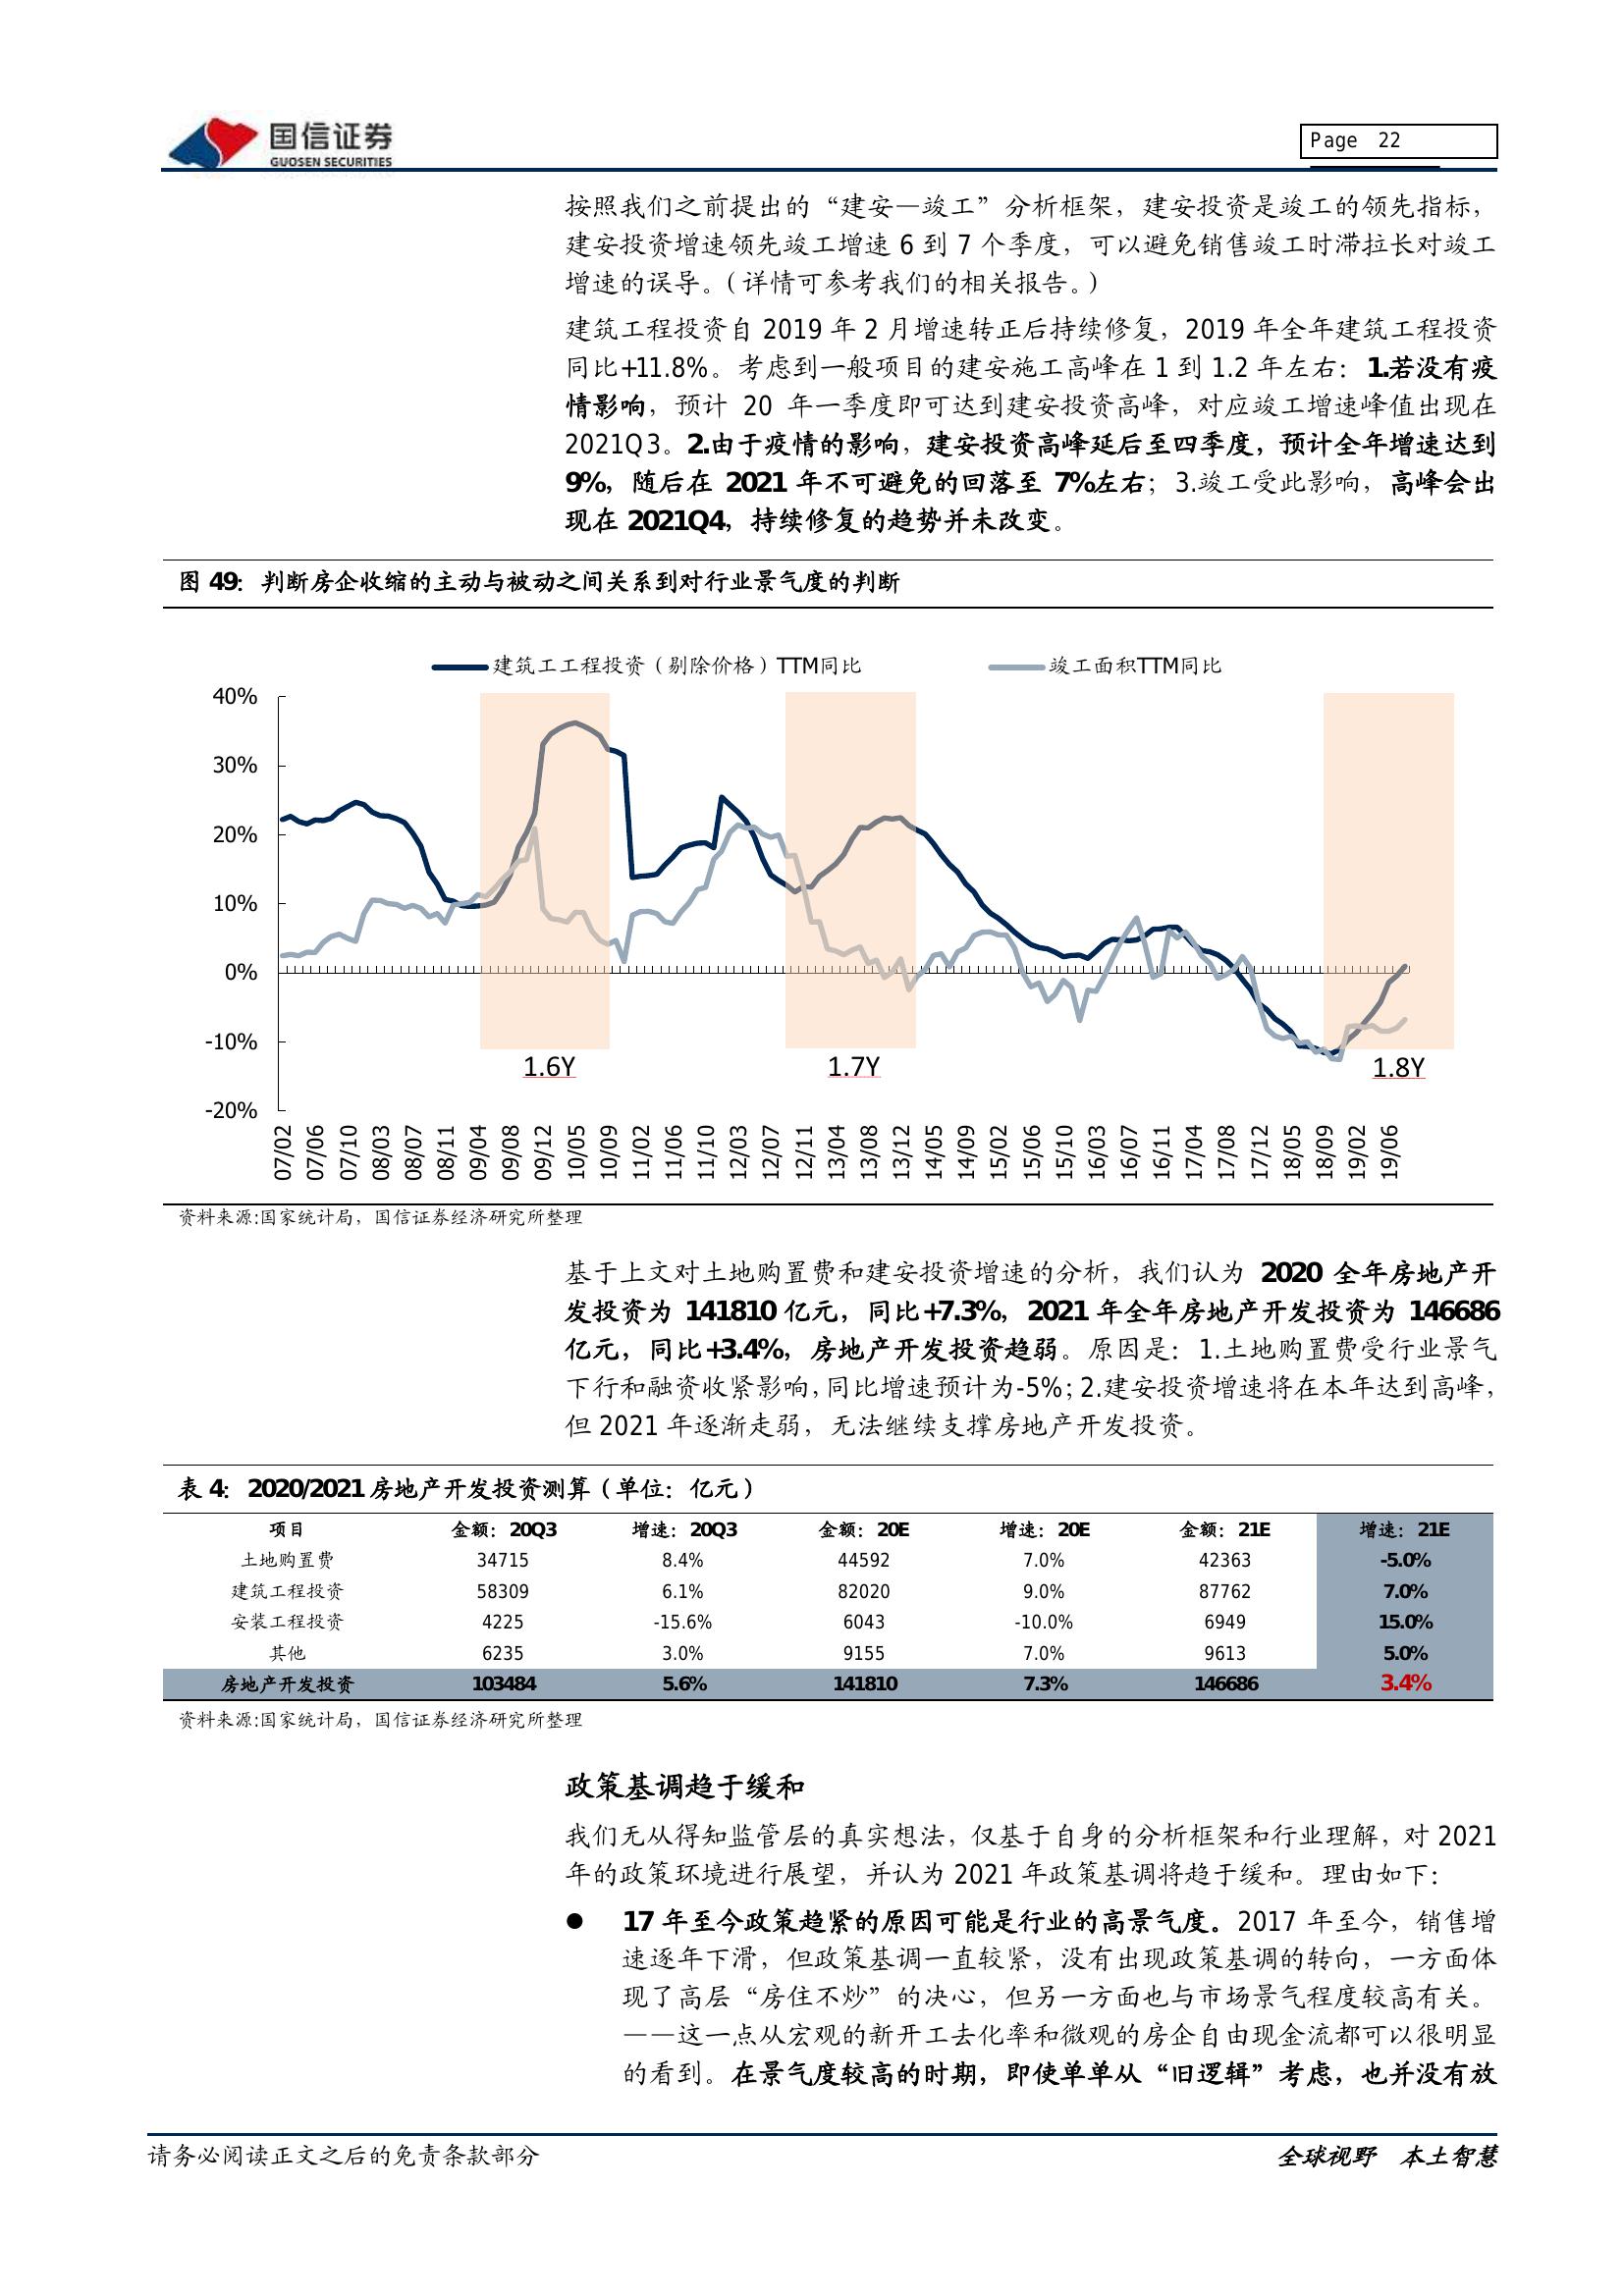 国信证券
GUOSEN SECURITIES
Page 22
按照我们之前提出的“建安—竣工”分析框架，建安投资是竣工的领先指标，
建安投资增速领先竣工增速 6 到 7 个季度，可以避免销售竣工时滞拉长对竣工
增速的误导。(详情可参考我们的相关报告。)
建筑工程投资自 2019 年 2 月增速转正后持续修复，2019 年全年建筑工程投资
同比+11.8%。考虑到一般项目的建安施工高峰在 1 到 1.2 年左右：1.若没有疫
情影响，预计 20 年一季度即可达到建安投资高峰，对应竣工增速峰值出现在
2021Q3。2.由于疫情的影响，建安投资高峰延后至四季度，预计全年增速达到
9%，随后在 2021 年不可避免的回落至 7%左右；3.竣工受此影响，高峰会出
现在 2021Q4，持续修复的趋势并未改变。
图 49：判断房企收缩的主动与被动之间关系到对行业景气度的判断
建筑工工程投资（剔除价格）TTM同比 竣工面积TTM同比
40%
30%
20%
10%
0%
-10%
-20%
1.6Y 1.7Y 1.8Y
07/02 07/06 07/10 08/03 08/07 08/11 09/04 09/08 09/12 10/05 10/09 11/02 11/06 11/10 12/03 12/07 12/11 13/04 13/08 13/12 14/05 14/09 15/02 15/06 15/10 16/03 16/07 16/11 17/04 17/08 17/12 18/05 18/09 19/02 19/06
资料来源:国家统计局，国信证券经济研究所整理
基于上文对土地购置费和建安投资增速的分析，我们认为 2020 全年房地产开
发投资为 141810 亿元，同比+7.3%，2021 年全年房地产开发投资为 146686
亿元，同比+3.4%，房地产开发投资趋弱。原因是：1.土地购置费受行业景气
下行和融资收紧影响，同比增速预计为-5%；2.建安投资增速将在本年达到高峰，
但 2021 年逐渐走弱，无法继续支撑房地产开发投资。
表 4：2020/2021 房地产开发投资测算（单位：亿元）
项目 金额：20Q3 增速：20Q3 金额：20E 增速：20E 金额：21E 增速：21E
土地购置费 34715 8.4% 44592 7.0% 42363 -5.0%
建筑工程投资 58309 6.1% 82020 9.0% 87762 7.0%
安装工程投资 4225 -15.6% 6043 -10.0% 6949 15.0%
其他 6235 3.0% 9155 7.0% 9613 5.0%
房地产开发投资 103484 5.6% 141810 7.3% 146686 3.4%
资料来源:国家统计局，国信证券经济研究所整理
政策基调趋于缓和
我们无从得知监管层的真实想法，仅基于自身的分析框架和行业理解，对 2021
年的政策环境进行展望，并认为 2021 年政策基调将趋于缓和。理由如下：
● 17 年至今政策趋紧的原因可能是行业的高景气度。2017 年至今，销售增
速逐年下滑，但政策基调一直较紧，没有出现政策基调的转向，一方面体
现了高层“房住不炒”的决心，但另一方面也与市场景气程度较高有关。
——这一点从宏观的新开工去化率和微观的房企自由现金流都可以很明显
的看到。在景气度较高的时期，即使单单从“旧逻辑”考虑，也并没有放
请务必阅读正文之后的免责条款部分
全球视野 本土智慧